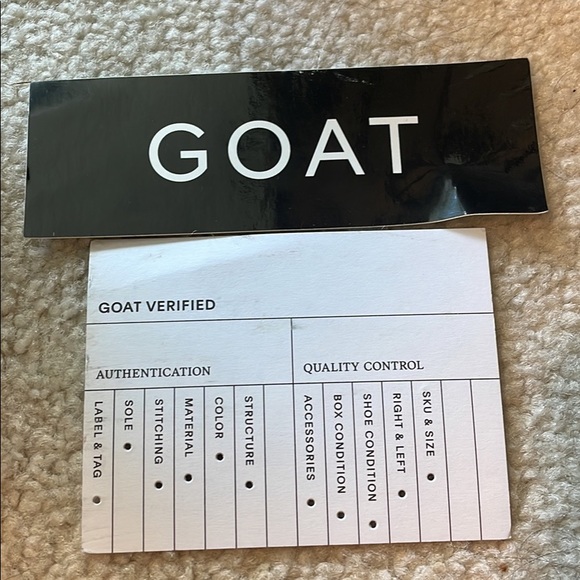 GOAT
GOAT VERIFIED
AUTHENTICATION
QUALITY CONTROL
LABEL & TAG
SOLE
STITCHING
MATERIAL
COLOR
STRUCTURE
ACCESSORIES
BOX CONDITION
SHOE CONDITION
RIGHT & LEFT
SKU & SIZE